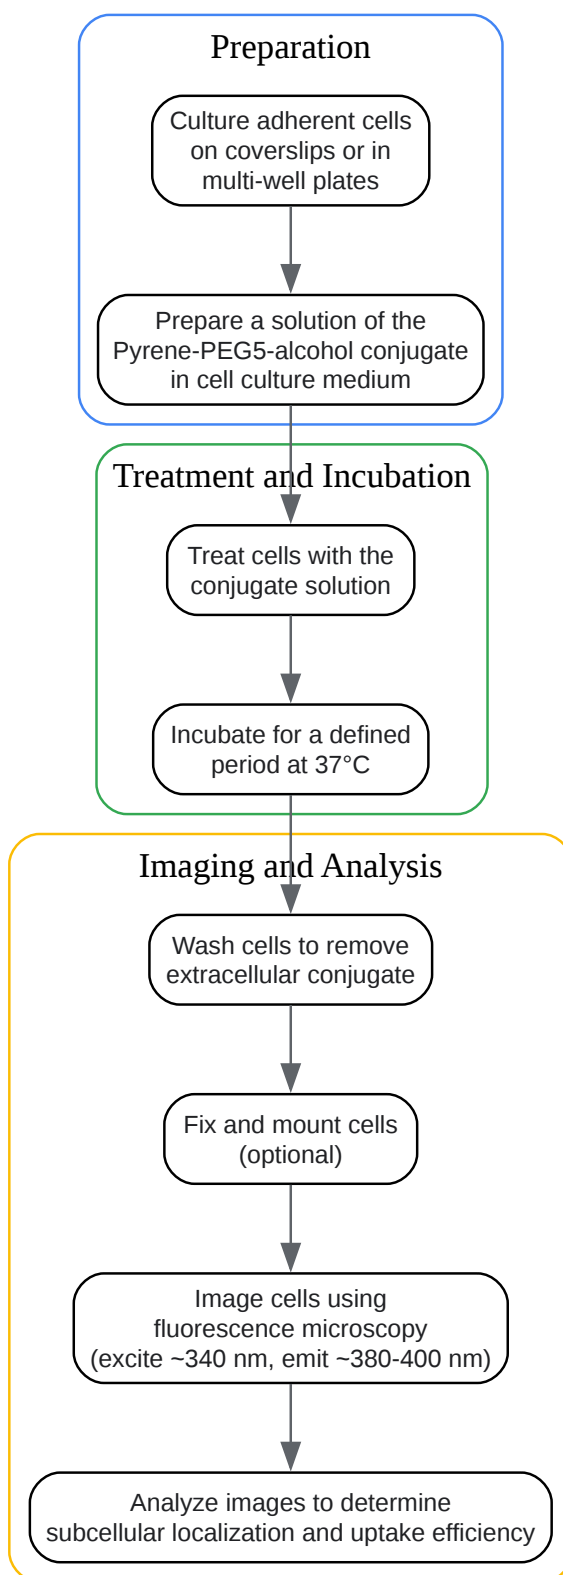 Preparation
Culture adherent cells
on coverslips or in
multi-well plates
Prepare a solution of the
Pyrene-PEG5-alcohol conjugate
in cell culture medium
Treatment and Incubation
Treat cells with the
conjugate solution
Incubate for a defined
period at 37°C
Imaging and Analysis
Wash cells to remove
extracellular conjugate
Fix and mount cells
(optional)
Image cells using
fluorescence microscopy
(excite ~340 nm, emit ~380-400 nm)
Analyze images to determine
subcellular localization and uptake efficiency